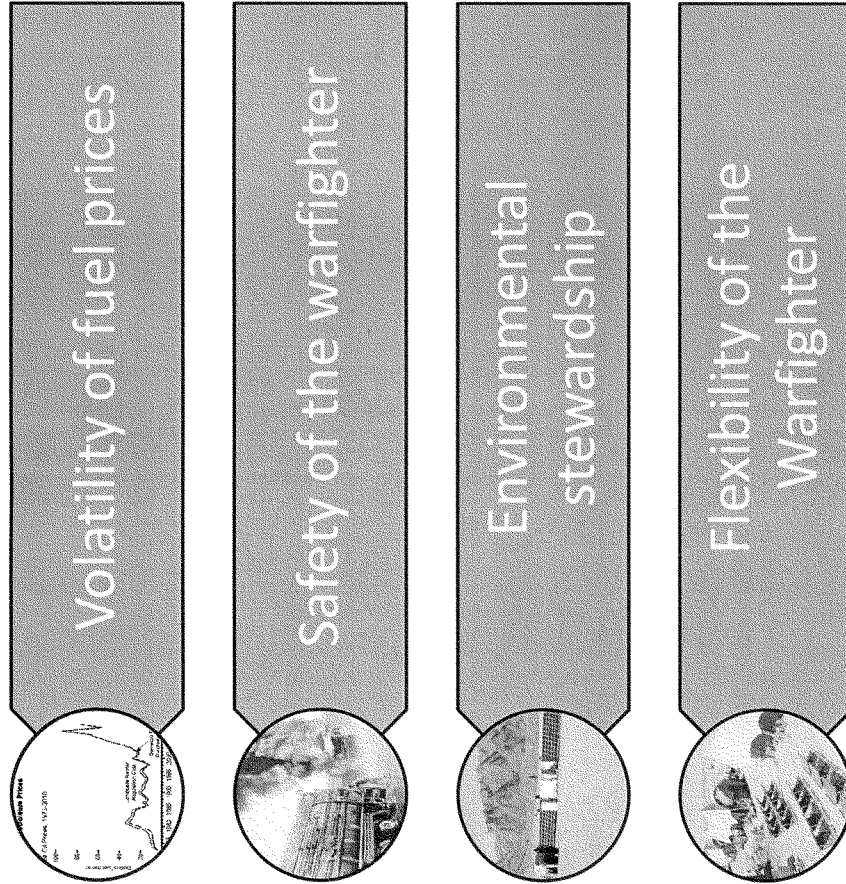 Volatility of fuel prices
Safety of the warfighter
Environmental
stewardship
Flexibility of the
Warfighter